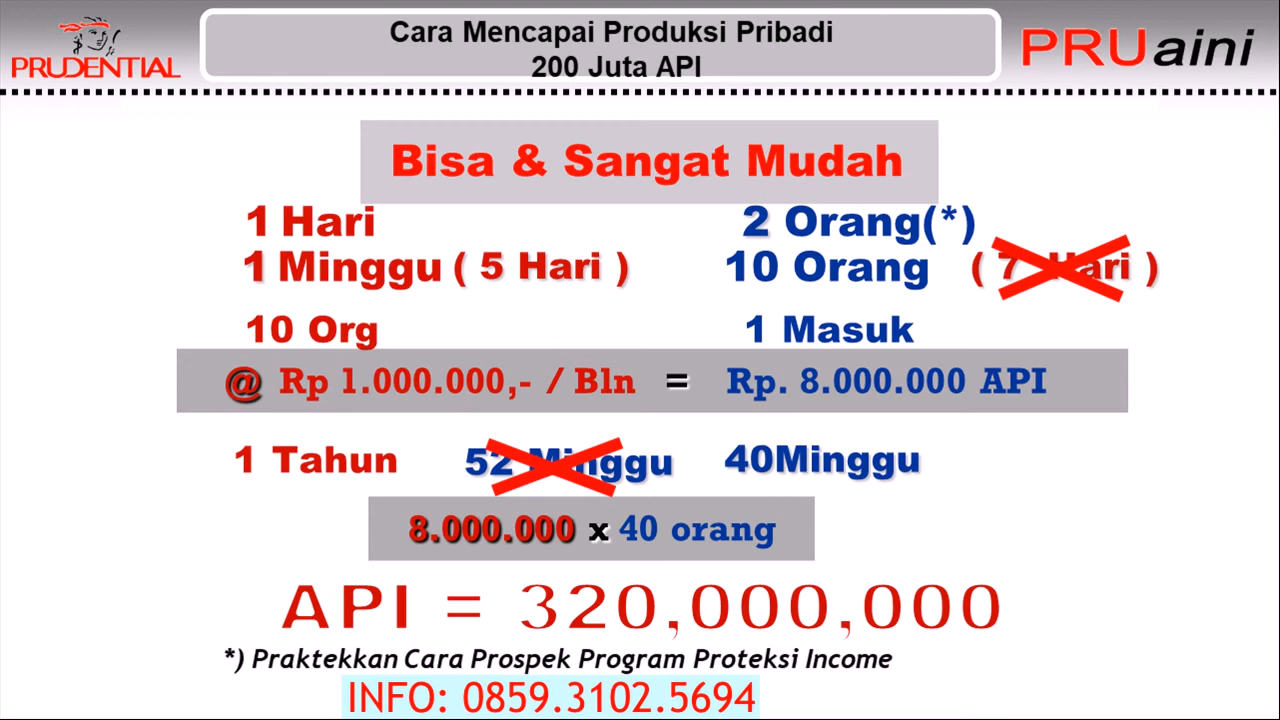 PRUDENTIAL
Cara Mencapai Produksi Pribadi
200 Juta API
PRUaini
Bisa & Sangat Mudah
1 Hari 2 Orang(*)
1 Minggu ( 5 Hari ) 10 Orang ( 7 Hari )
10 Org 1 Masuk
@ Rp 1.000.000,- / Bln = Rp. 8.000.000 API
1 Tahun 52 Minggu 40Minggu
8.000.000 x 40 orang
API = 320,000,000
*) Praktekkan Cara Prospek Program Proteksi Income
INFO: 0859.3102.5694